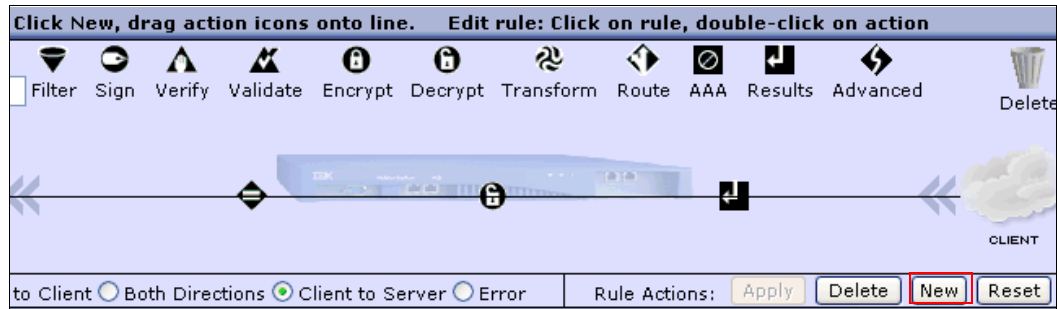 Click New, drag action icons onto line. Edit rule: Click on rule, double-click on action
Filter Sign Verify Validate Encrypt Decrypt Transform Route AAA Results Advanced Delete
CLIENT
to Client Both Directions Client to Server Error Rule Actions: Apply Delete New Reset